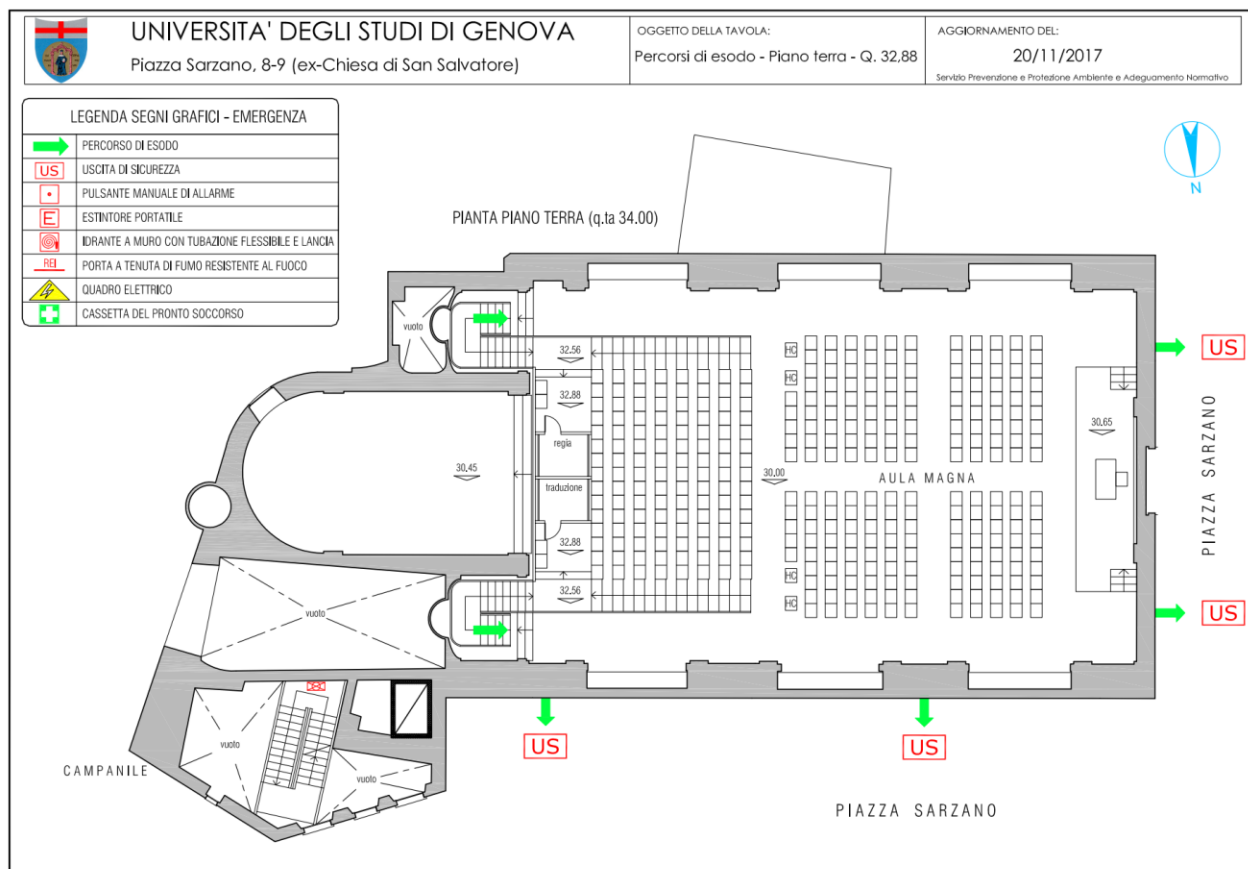 UNIVERSITA' DEGLI STUDI DI GENOVA
Piazza Sarzano, 8-9 (ex-Chiesa di San Salvatore)
OGGETTO DELLA TAVOLA:
Percorsi di esodo - Piano terra - Q. 32,88
AGGIORNAMENTO DEL:
20/11/2017
Servizio Prevenzione e Protezione Ambiente e Adeguamento Normativo
LEGENDA SEGNI GRAFICI - EMERGENZA
PERCORSO DI ESODO
US USCITA DI SICUREZZA
PULSANTE MANUALE DI ALLARME
E ESTINTORE PORTATILE
IDRANTE A MURO CON TUBAZIONE FLESSIBILE E LANCIA
REI PORTA A TENUTA DI FUMO RESISTENTE AL FUOCO
QUADRO ELETTRICO
CASSETTA DEL PRONTO SOCCORSO
N
PIANTA PIANO TERRA (q.ta 34.00)
vuoto
32.56
HC
US
HC
32.88
PIAZZA SARZANO
30.65
regia
30.45
30.00
AULA MAGNA
traduzione
32.88
HC
32.56
HC
US
vuoto
vuoto
US
US
CAMPANILE
vuoto
PIAZZA SARZANO